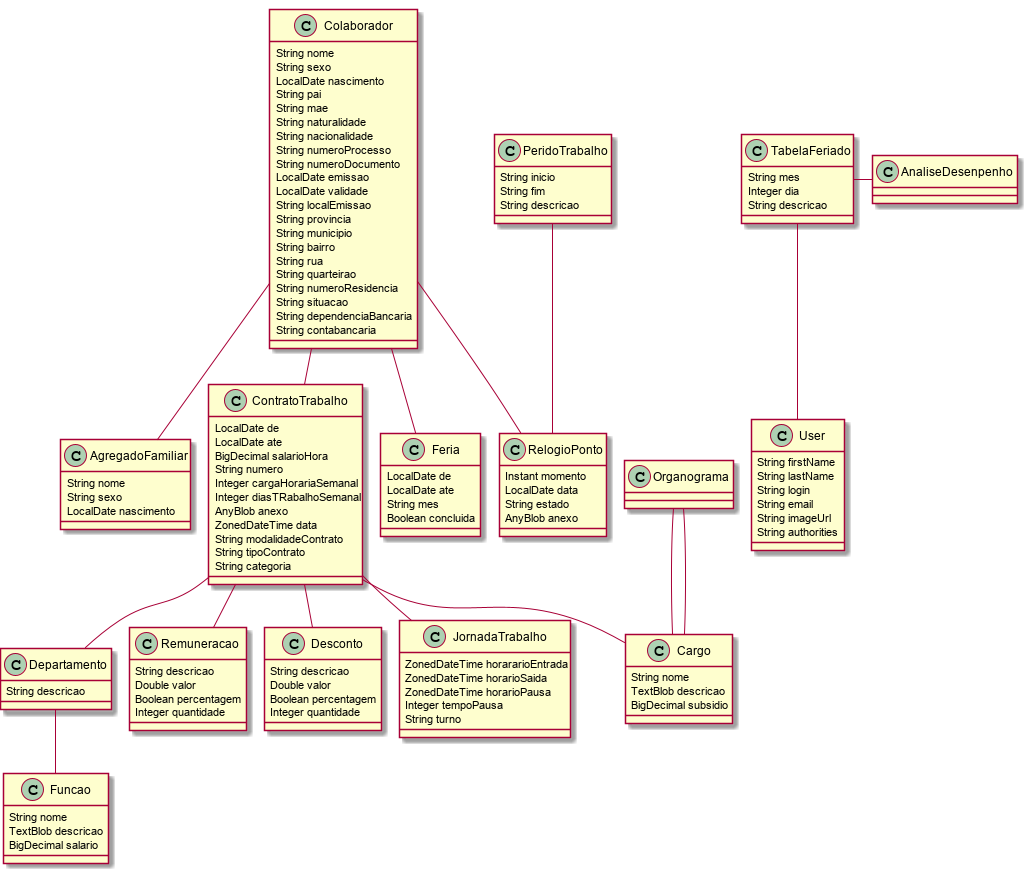 C Colaborador
String nome
String sexo
LocalDate nascimento
String pai
String mae
String naturalidade
String nacionalidade
String numeroProcesso
String numeroDocumento
LocalDate emissao
LocalDate validade
String localEmissao
String provincia
String municipio
String bairro
String rua
String quarteirao
String numeroResidencia
String situacao
String dependenciaBancaria
String contabancaria
C PeridoTrabalho
String inicio
String fim
String descricao
C TabelaFeriado
String mes
Integer dia
String descricao
C AnaliseDesenpenho
C AgregadoFamiliar
String nome
String sexo
LocalDate nascimento
C ContratoTrabalho
LocalDate de
LocalDate ate
BigDecimal salarioHora
String numero
Integer cargaHorariaSemanal
Integer diasTRabalhoSemanal
AnyBlob anexo
ZonedDateTime data
String modalidadeContrato
String tipoContrato
String categoria
C Feria
LocalDate de
LocalDate ate
String mes
Boolean concluida
C RelogioPonto
Instant momento
LocalDate data
String estado
AnyBlob anexo
C Organograma
C User
String firstName
String lastName
String login
String email
String imageUrl
String authorities
C Departamento
String descricao
C Remuneracao
String descricao
Double valor
Boolean percentagem
Integer quantidade
C Desconto
String descricao
Double valor
Boolean percentagem
Integer quantidade
C JornadaTrabalho
ZonedDateTime horararioEntrada
ZonedDateTime horarioSaida
ZonedDateTime horarioPausa
Integer tempoPausa
String turno
C Cargo
String nome
TextBlob descricao
BigDecimal subsidio
C Funcao
String nome
TextBlob descricao
BigDecimal salario